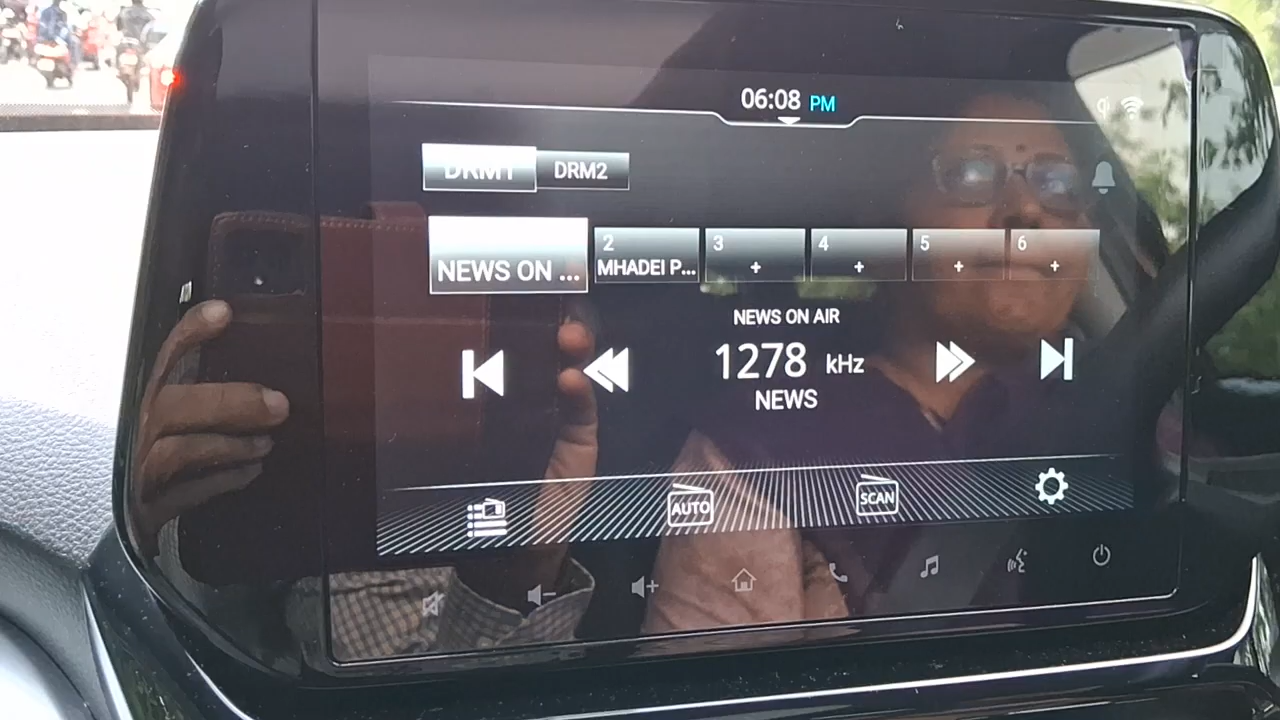 06:08 PM
DRM1 DRM2
NEWS ON ...
2 MHADEI P...
3 +
4 +
5 +
6 +
NEWS ON AIR
1278 kHz
NEWS
AUTO
SCAN